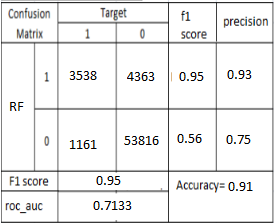 Confusion Matrix Target f1 score precision
1 0
RF 1 3538 4363 0.95 0.93
0 1161 53816 0.56 0.75
F1 score 0.95 Accuracy= 0.91
roc_auc 0.7133